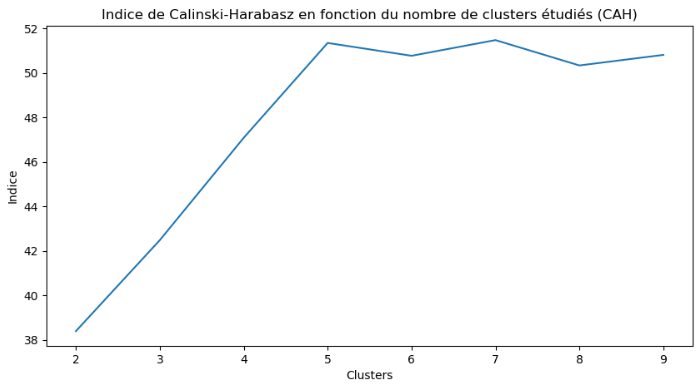 Indice de Calinski-Harabasz en fonction du nombre de clusters étudiés (CAH)
52
50
48
46
44
42
40
38
Indice
2 3 4 5 6 7 8 9
Clusters